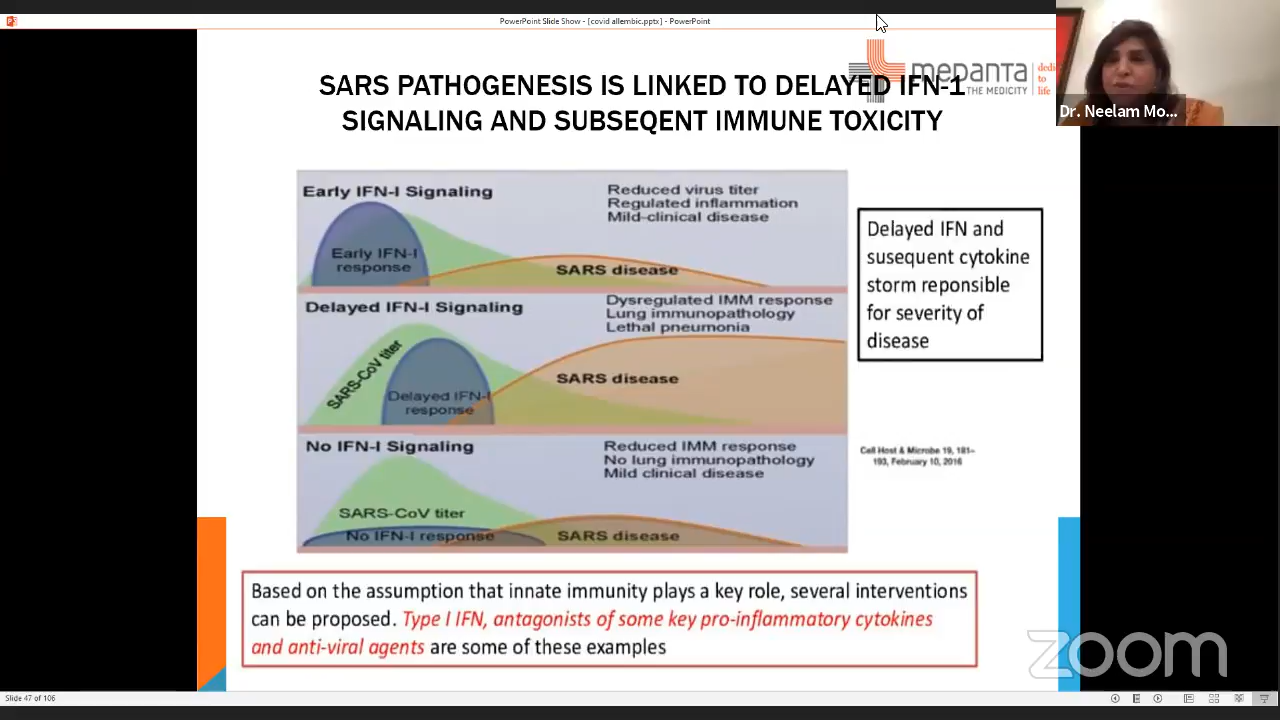 PowerPoint Slide Show - [covid allembic.pptx] - PowerPoint
medanta
THE MEDICITY
dedi
to
life
Dr. Neelam Mo...
SARS PATHOGENESIS IS LINKED TO DELAYED IFN-1
SIGNALING AND SUBSEQENT IMMUNE TOXICITY
Early IFN-I Signaling
Reduced virus titer
Regulated inflammation
Mild-clinical disease
Early IFN-I
response
SARS disease
Delayed IFN-I Signaling
Dysregulated IMM response
Lung immunopathology
Lethal pneumonia
SARS-CoV titer
Delayed IFN-I
response
SARS disease
No IFN-I Signaling
Reduced IMM response
No lung immunopathology
Mild clinical disease
SARS-CoV titer
No IFN-I response
SARS disease
Delayed IFN and
susequent cytokine
storm reponsible
for severity of
disease
Cell Host & Microbe 19, 181–
193, February 10, 2016
Based on the assumption that innate immunity plays a key role, several interventions
can be proposed. Type I IFN, antagonists of some key pro-inflammatory cytokines
and anti-viral agents are some of these examples
zoom
Slide 47 of 106